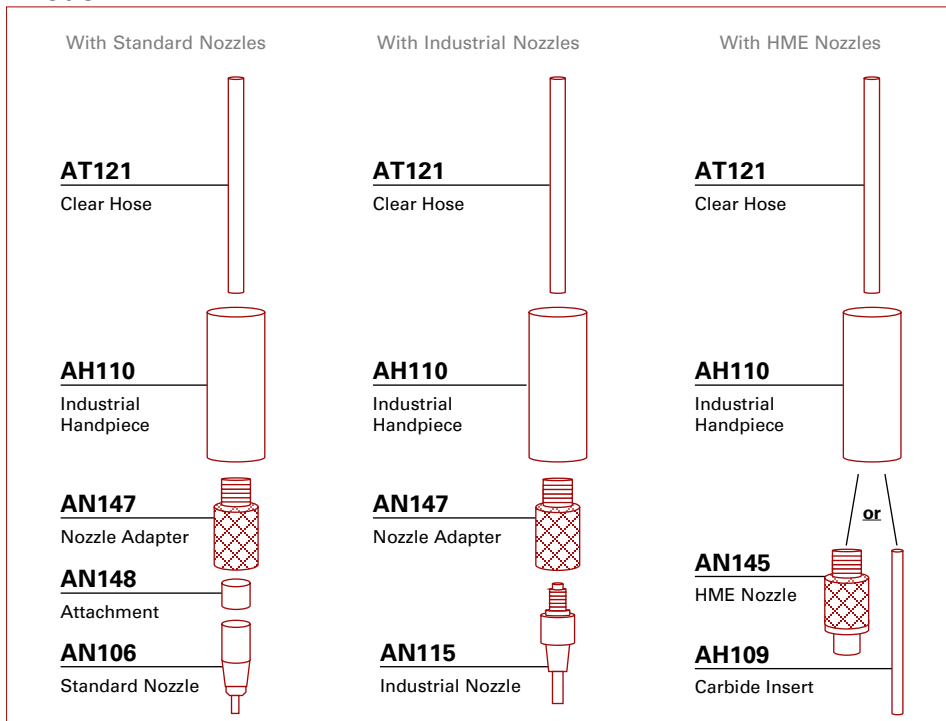 With Standard Nozzles
AT121
Clear Hose
AH110
Industrial
Handpiece
AN147
Nozzle Adapter
AN148
Attachment
AN106
Standard Nozzle
With Industrial Nozzles
AT121
Clear Hose
AH110
Industrial
Handpiece
AN147
Nozzle Adapter
AN115
Industrial Nozzle
With HME Nozzles
AT121
Clear Hose
AH110
Industrial
Handpiece
or
AN145
HME Nozzle
AH109
Carbide Insert